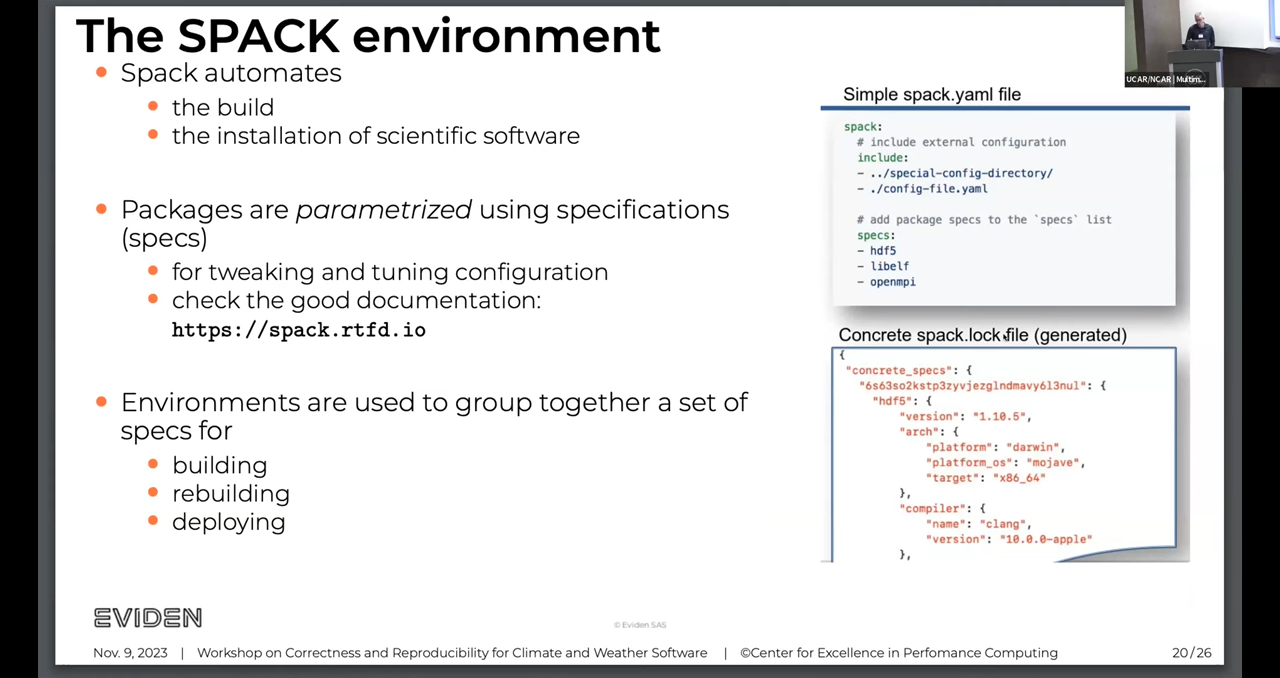 The SPACK environment
Spack automates
the build
the installation of scientific software
Packages are parametrized using specifications
(specs)
for tweaking and tuning configuration
check the good documentation:
https://spack.rtfd.io
Environments are used to group together a set of
specs for
building
rebuilding
deploying
UCAR/NCAR | Multim...
Simple spack.yaml file
spack:
# include external configuration
include:
- ../special-config-directory/
- ./config-file.yaml
# add package specs to the `specs` list
specs:
- hdf5
- libelf
- openmpi
Concrete spack.lock file (generated)
{
"concrete_specs": {
"6s63so2kstp3zyvjezglndmavy6l3nul": {
"hdf5": {
"version": "1.10.5",
"arch": {
"platform": "darwin",
"platform_os": "mojave",
"target": "x86_64"
},
"compiler": {
"name": "clang",
"version": "10.0.0-apple"
},
EVIDEN
© Eviden SAS
Nov. 9, 2023 | Workshop on Correctness and Reproducibility for Climate and Weather Software | ©Center for Excellence in Perfomance Computing 20/26